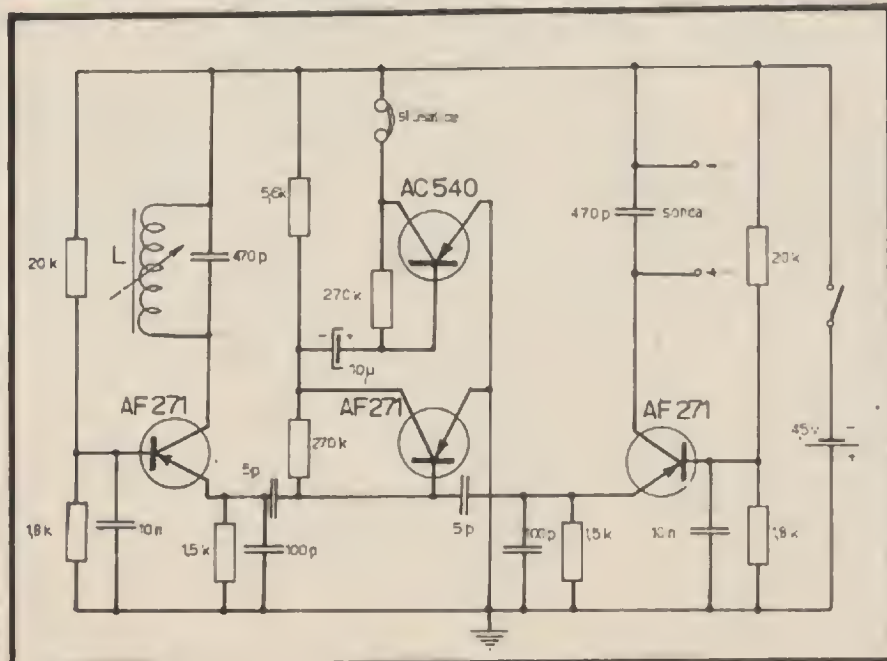 slušalice
AC540
5,6k
470p
sonda
20k
L
470p
20k
270k
10µ
AF271
AF271
AF271
270k
5p
5p
4,5v
1,8k
10n
1,5k
100p
100p
1,5k
10n
1,8k